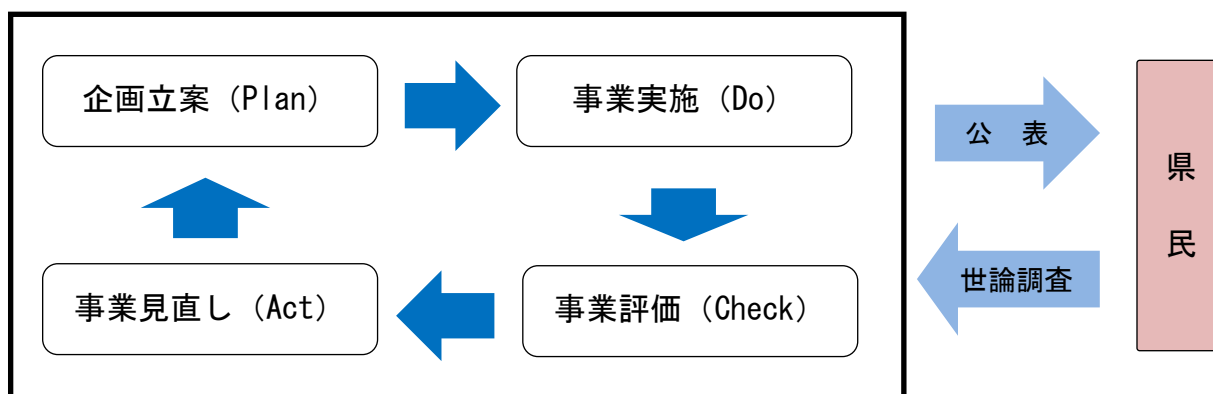 企画立案（Plan）
事業実施（Do）
公　表
県
民
世論調査
事業見直し（Act）
事業評価（Check）